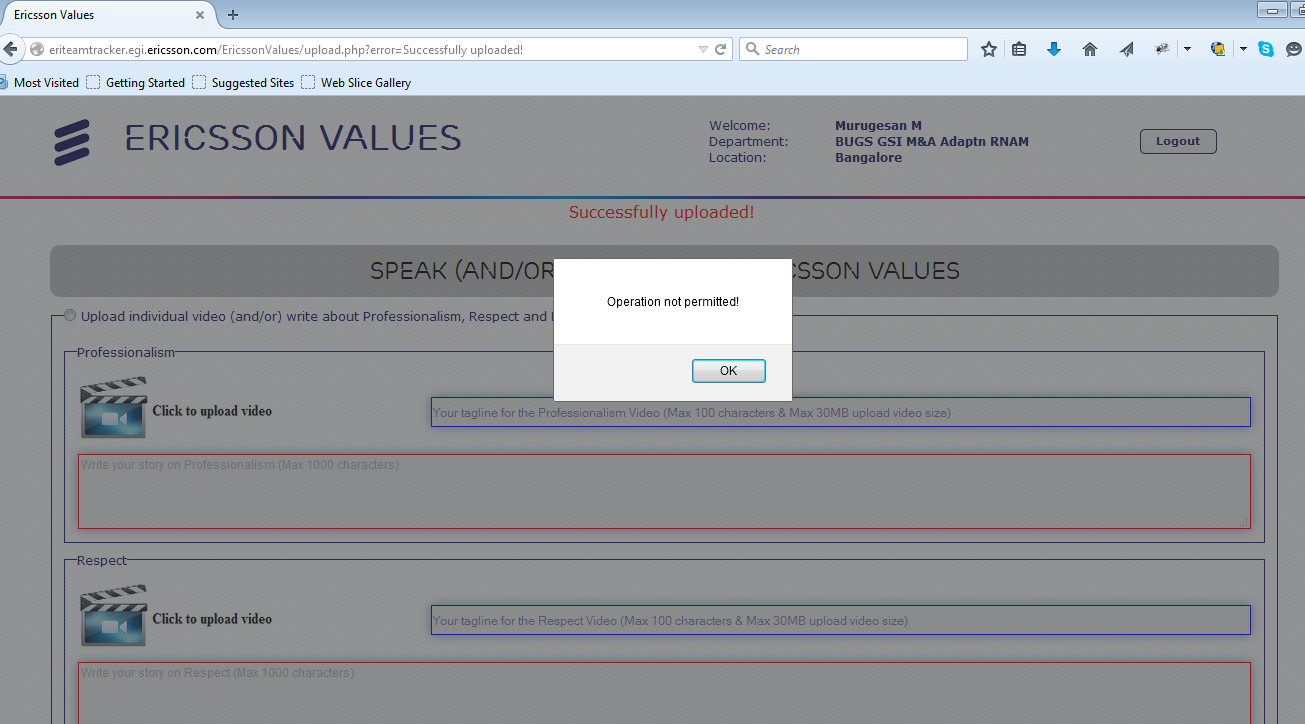 Ericsson Values
eriteamtracker.egi.ericsson.com/EricssonValues/upload.php?error=Successfully uploaded!
Search
Most Visited Getting Started Suggested Sites Web Slice Gallery
ERICSSON VALUES
Welcome: Murugesan M
Department: BUGS GSI M&A Adaptn RNAM
Location: Bangalore
Logout
Successfully uploaded!
SPEAK (AND/OR
VALUES
Operation not permitted!
OK
Upload individual video (and/or) write about Professionalism, Respect and
Professionalism
Click to upload video
Your tagline for the Professionalism Video (Max 100 characters & Max 30MB upload video size)
Write your story on Professionalism (Max 1000 characters)
Respect
Click to upload video
Your tagline for the Respect Video (Max 100 characters & Max 30MB upload video size)
Write your story on Respect (Max 1000 characters)